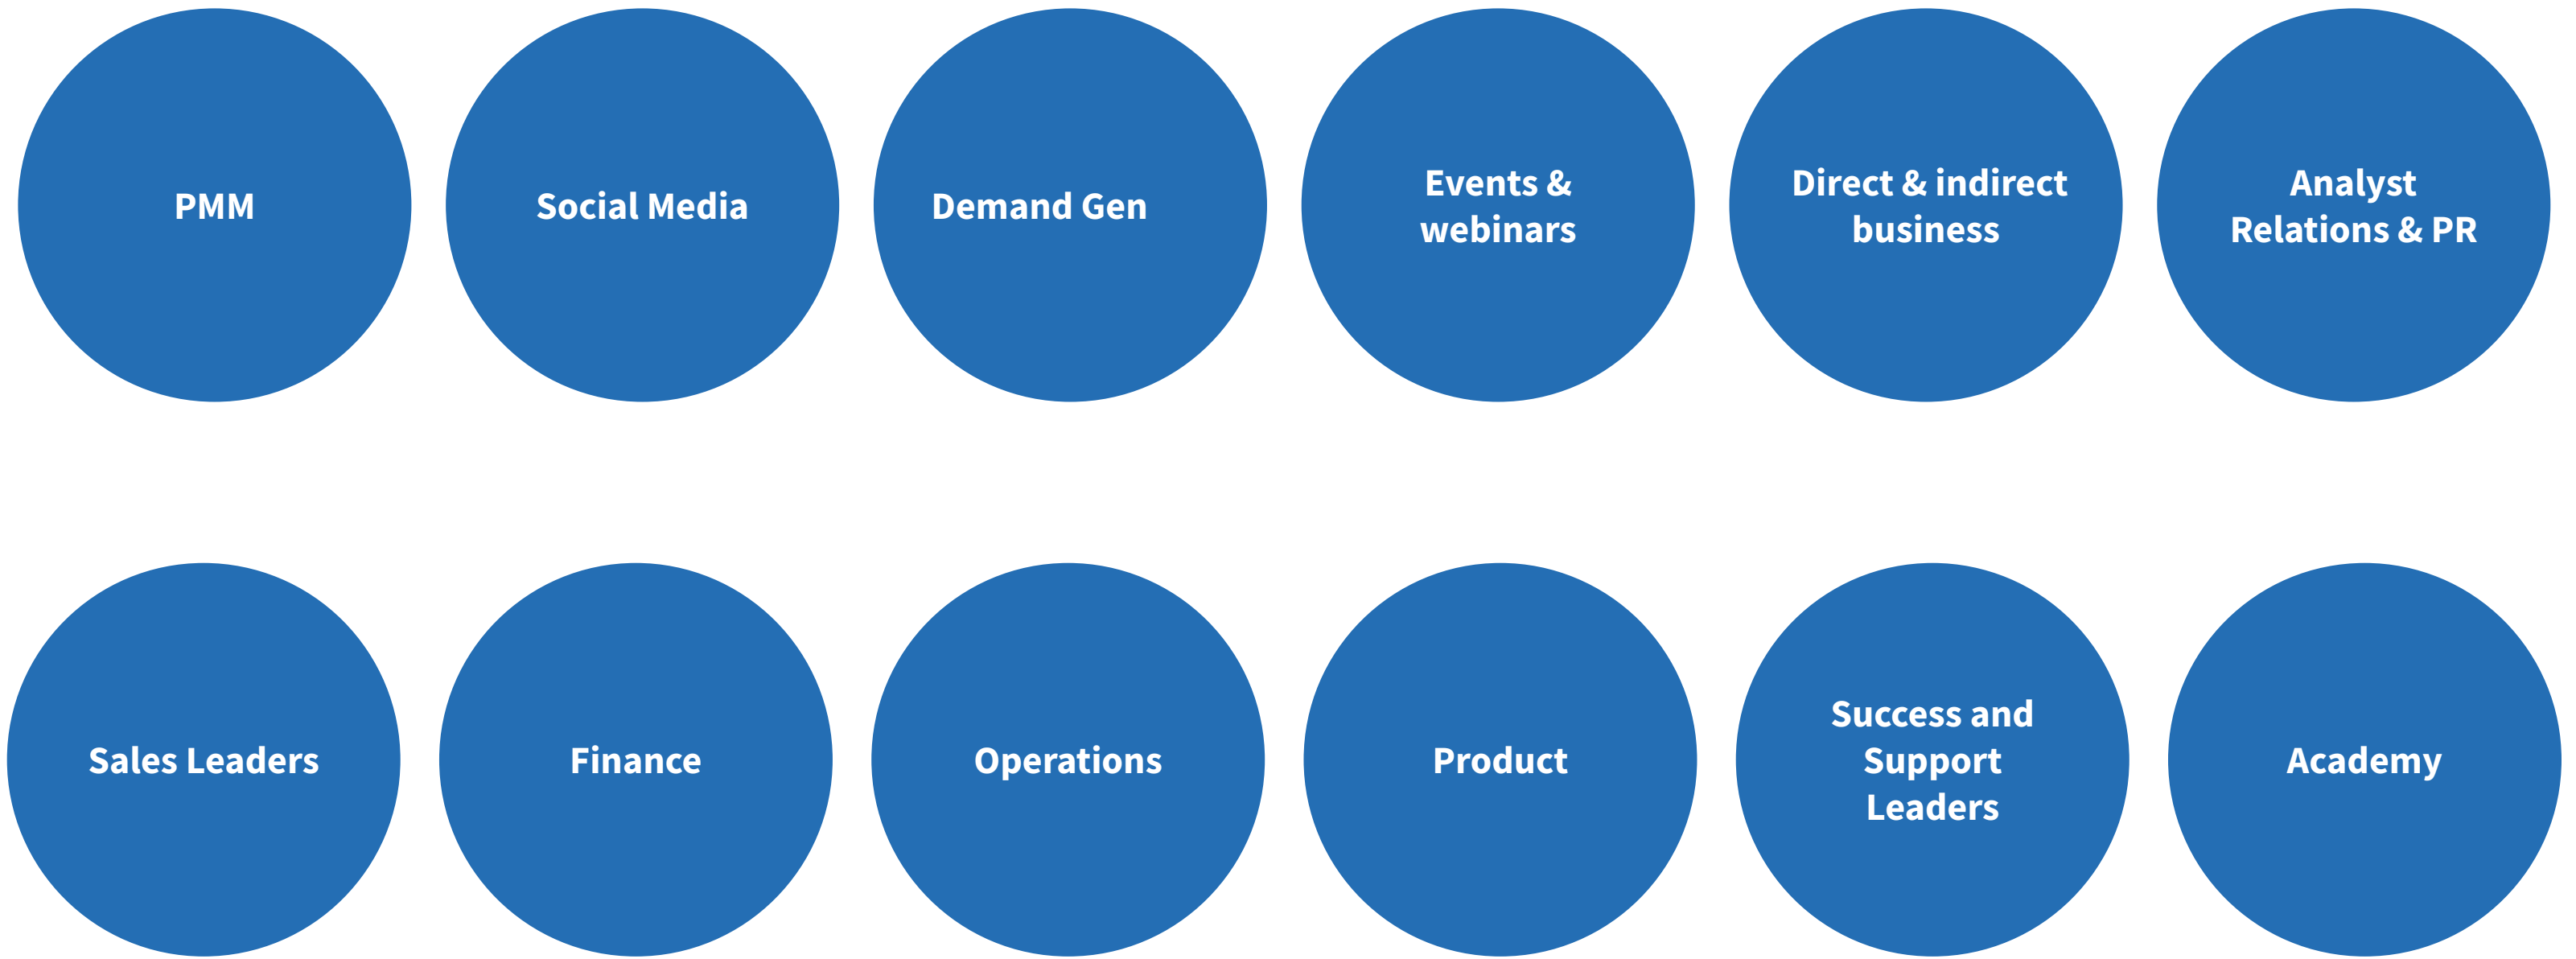 PMM
Social Media
Demand Gen
Events &
webinars
Direct & indirect
business
Analyst
Relations & PR
Sales Leaders
Finance
Operations
Product
Success and
Support
Leaders
Academy